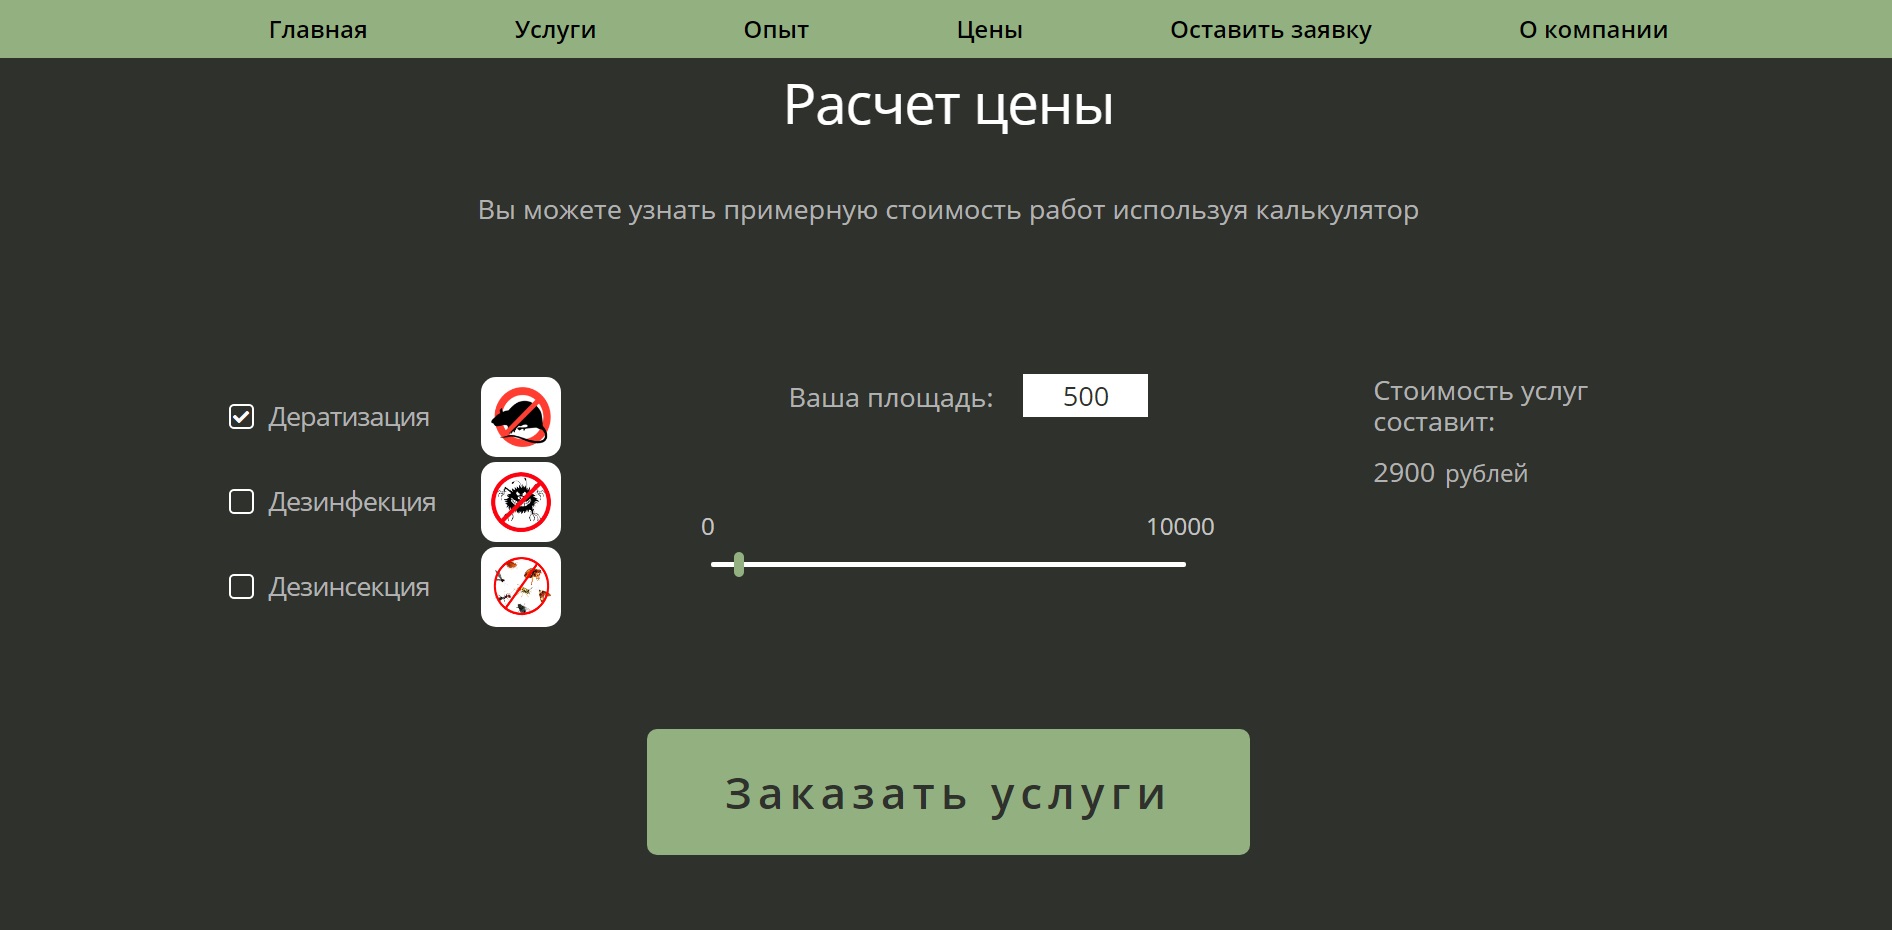 Главная Услуги Опыт Цены Оставить заявку О компании
Расчет цены
Вы можете узнать примерную стоимость работ используя калькулятор
Дератизация
Дезинфекция
Дезинсекция
Ваша площадь: 500
0 10000
Стоимость услуг
составит:
2900 рублей
Заказать услуги